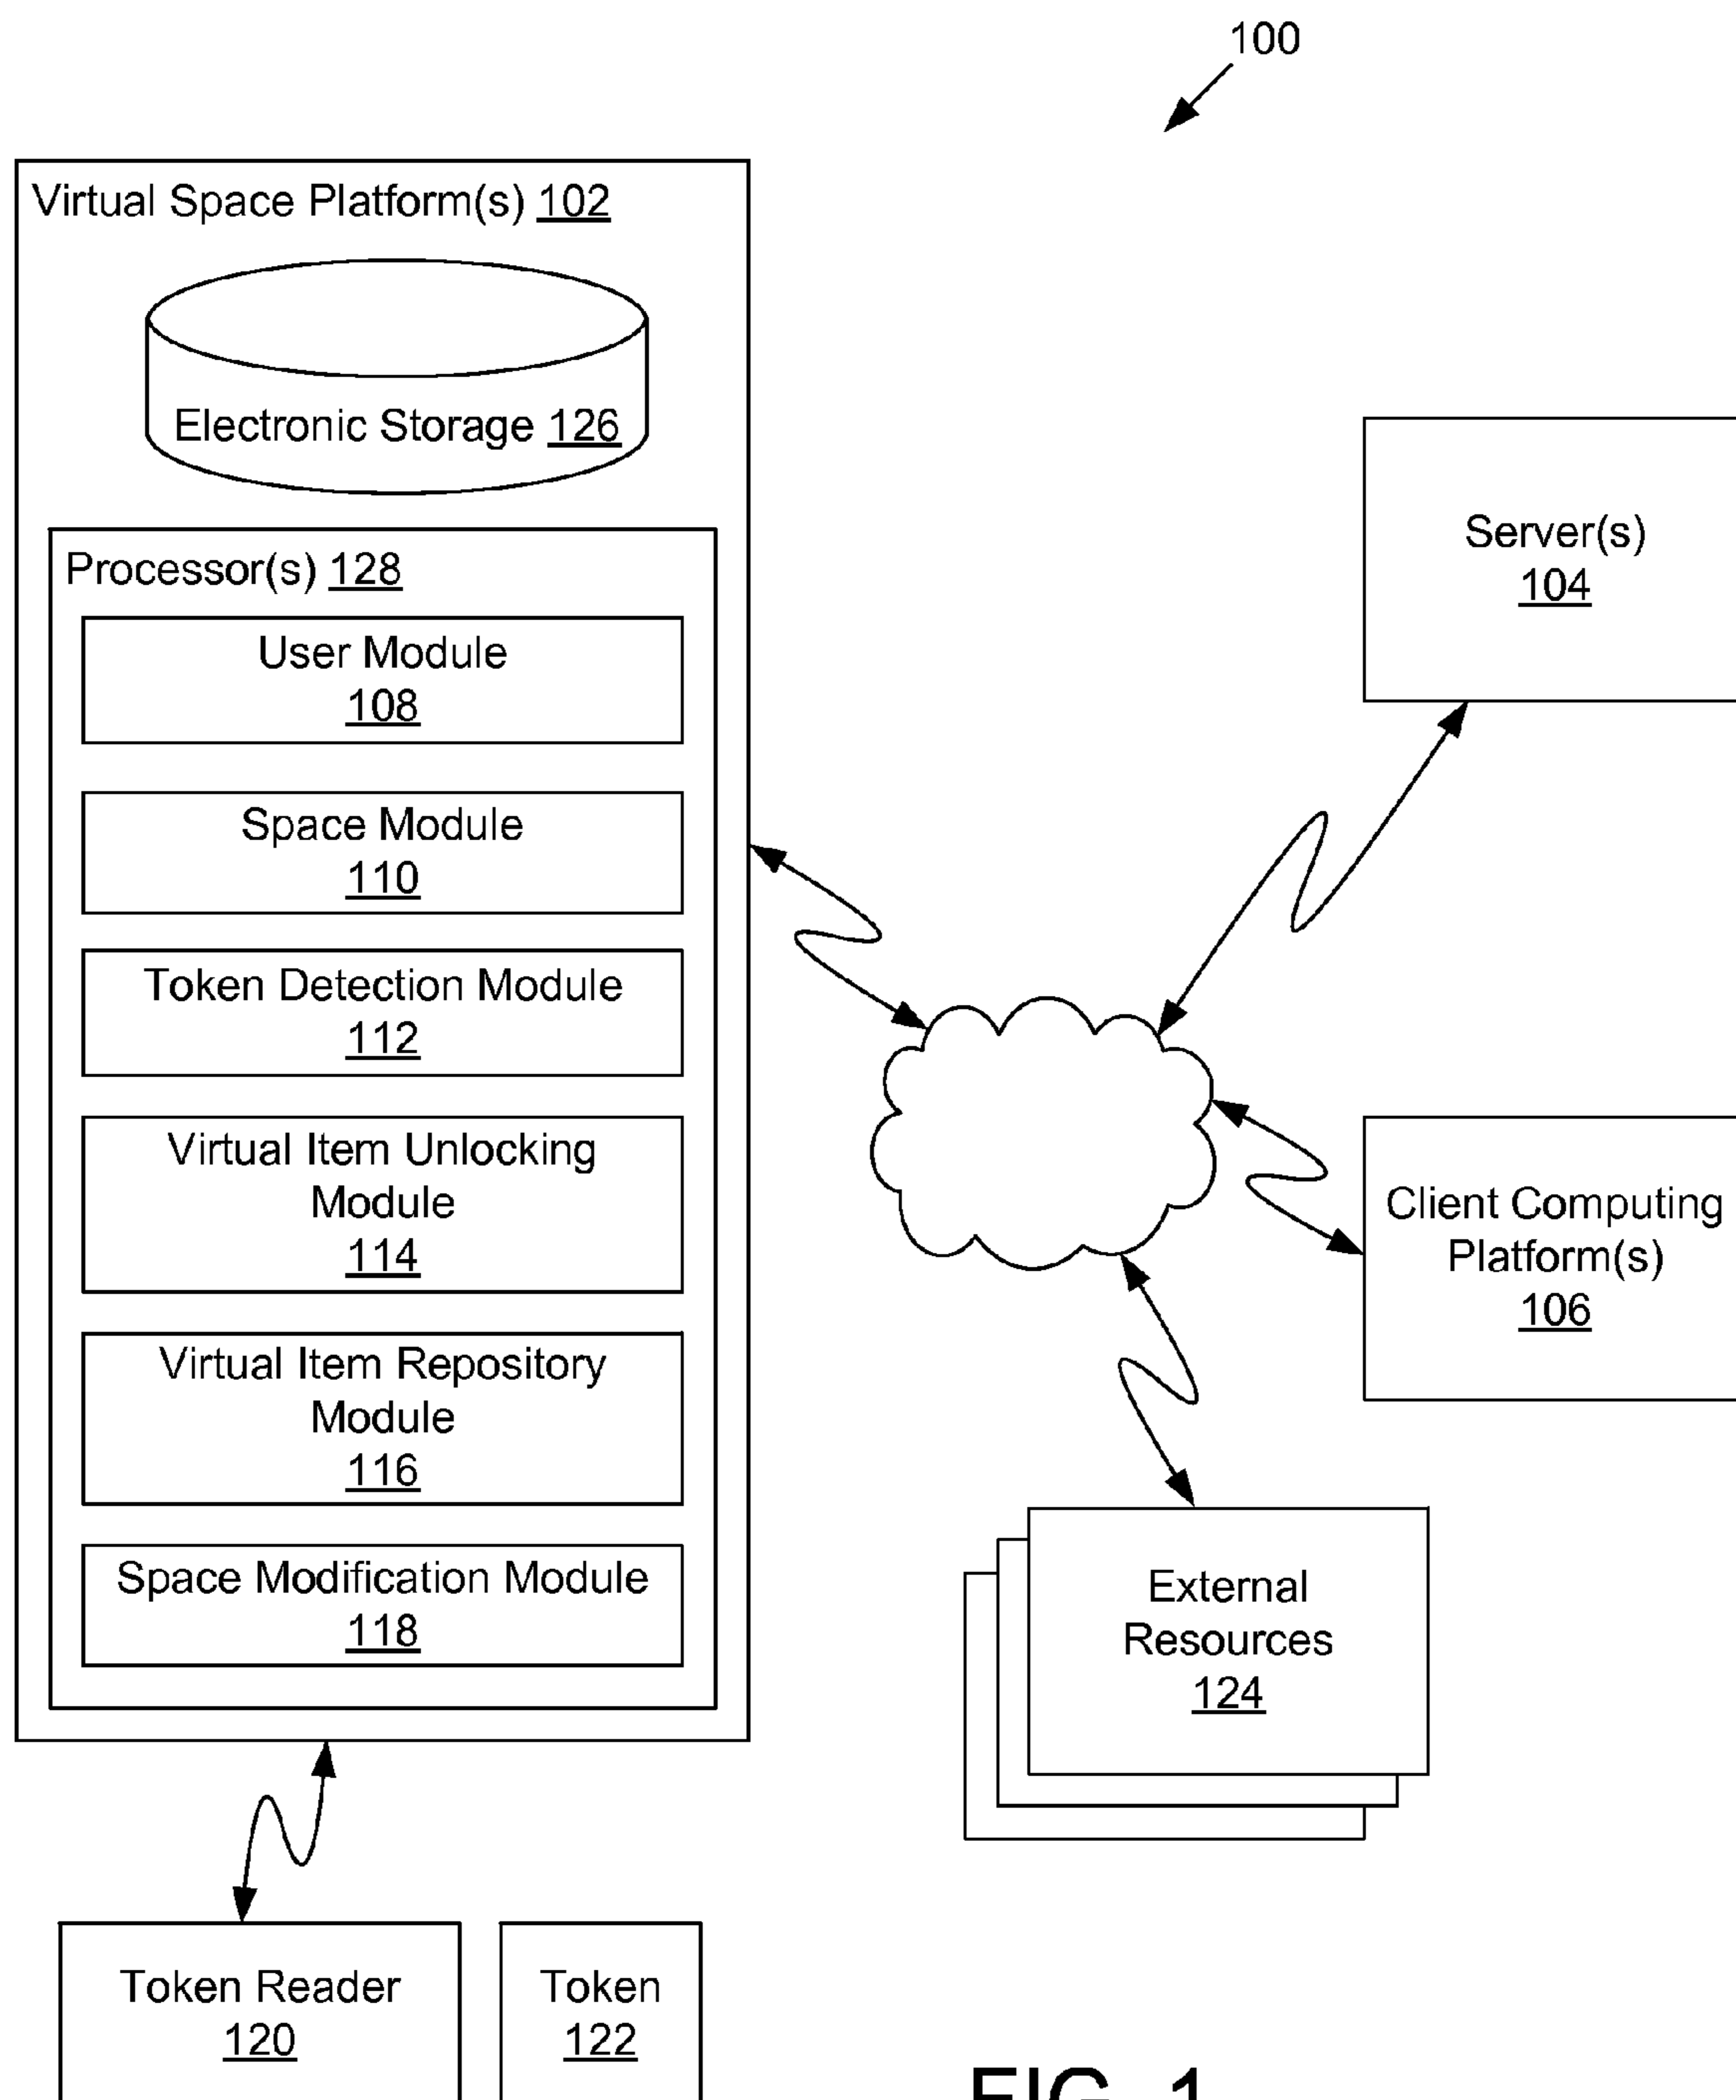 100
Virtual Space Platform(s) 102
Electronic Storage 126
Processor(s) 128
User Module
108
Space Module
110
Token Detection Module
112
Virtual Item Unlocking
Module
114
Virtual Item Repository
Module
116
Space Modification Module
118
Server(s)
104
Client Computing
Platform(s)
106
External
Resources
124
Token Reader
120
Token
122
FIG. 1